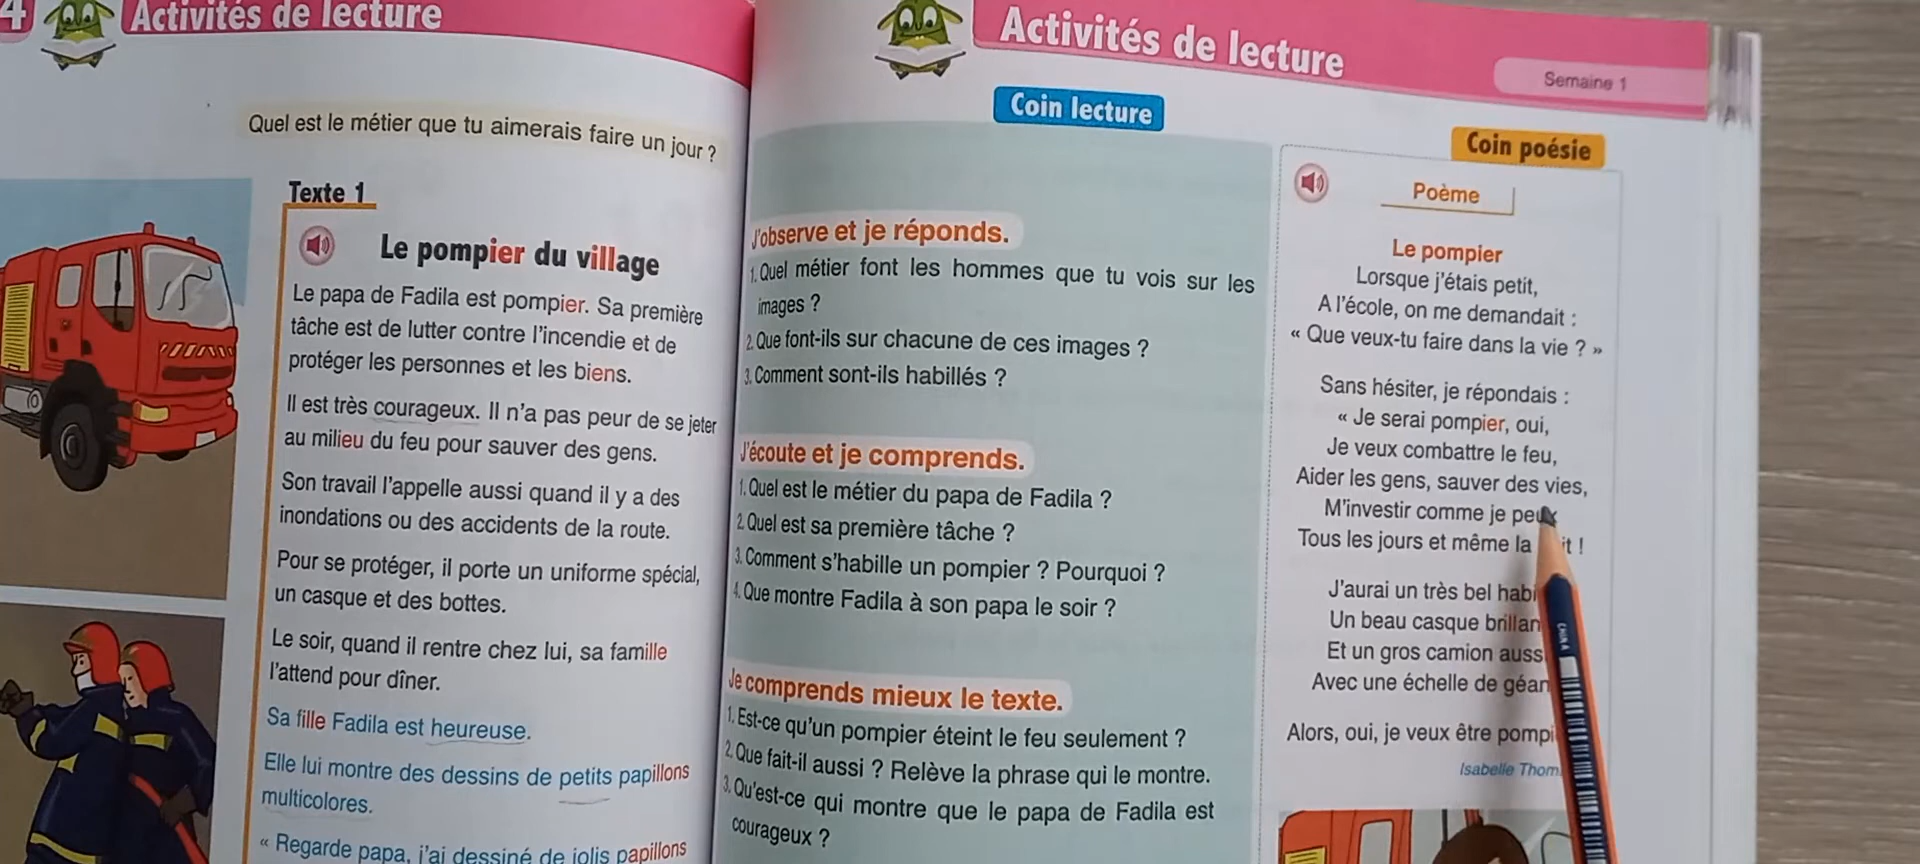 4
Activités de lecture
Quel est le métier que tu aimerais faire un jour ?
Texte 1
Le pompier du village
Le papa de Fadila est pompier. Sa première
tâche est de lutter contre l'incendie et de
protéger les personnes et les biens.
Il est très courageux. Il n'a pas peur de se jeter
au milieu du feu pour sauver des gens.
Son travail l'appelle aussi quand il y a des
inondations ou des accidents de la route.
Pour se protéger, il porte un uniforme spécial,
un casque et des bottes.
Le soir, quand il rentre chez lui, sa famille
l'attend pour dîner.
Sa fille Fadila est heureuse.
Elle lui montre des dessins de petits papillons
multicolores.
« Regarde papa, j'ai dessiné de jolis papillons
Activités de lecture
Semaine 1
Coin lecture
J'observe et je réponds.
1. Quel métier font les hommes que tu vois sur les
images ?
2. Que font-ils sur chacune de ces images ?
3. Comment sont-ils habillés ?
J'écoute et je comprends.
1. Quel est le métier du papa de Fadila ?
2. Quel est sa première tâche ?
3. Comment s'habille un pompier ? Pourquoi ?
4. Que montre Fadila à son papa le soir ?
Je comprends mieux le texte.
1. Est-ce qu'un pompier éteint le feu seulement ?
2. Que fait-il aussi ? Relève la phrase qui le montre.
3. Qu'est-ce qui montre que le papa de Fadila est
courageux ?
Coin poésie
Poème
Le pompier
Lorsque j'étais petit,
A l'école, on me demandait :
« Que veux-tu faire dans la vie ? »
Sans hésiter, je répondais :
« Je serai pompier, oui,
Je veux combattre le feu,
Aider les gens, sauver des vies,
M'investir comme je peux
Tous les jours et même la it !
J'aurai un très bel habi
Un beau casque brillan
Et un gros camion auss
Avec une échelle de géan
Alors, oui, je veux être pompi
Isabelle Thom